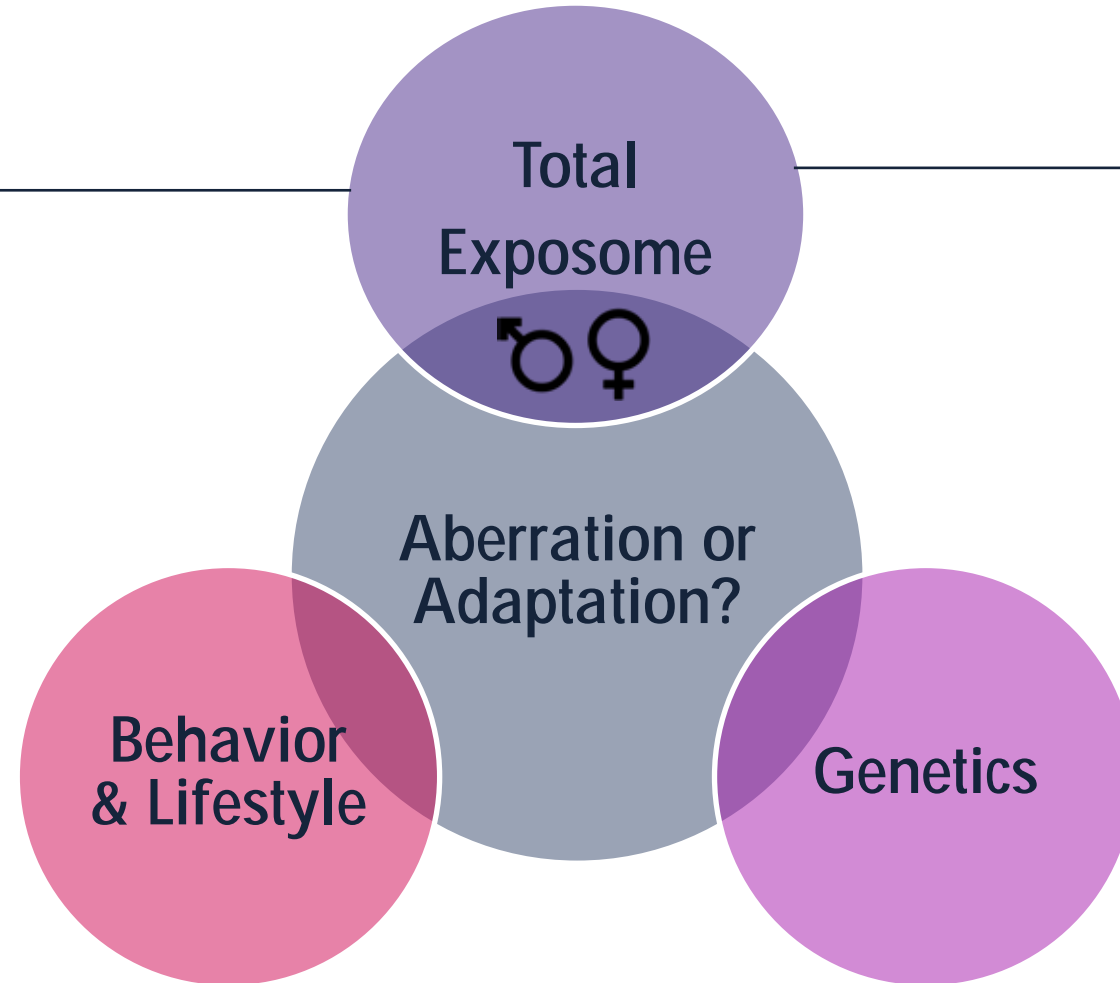 Total
Exposome
Aberration or
Adaptation?
Behavior
& Lifestyle
Genetics